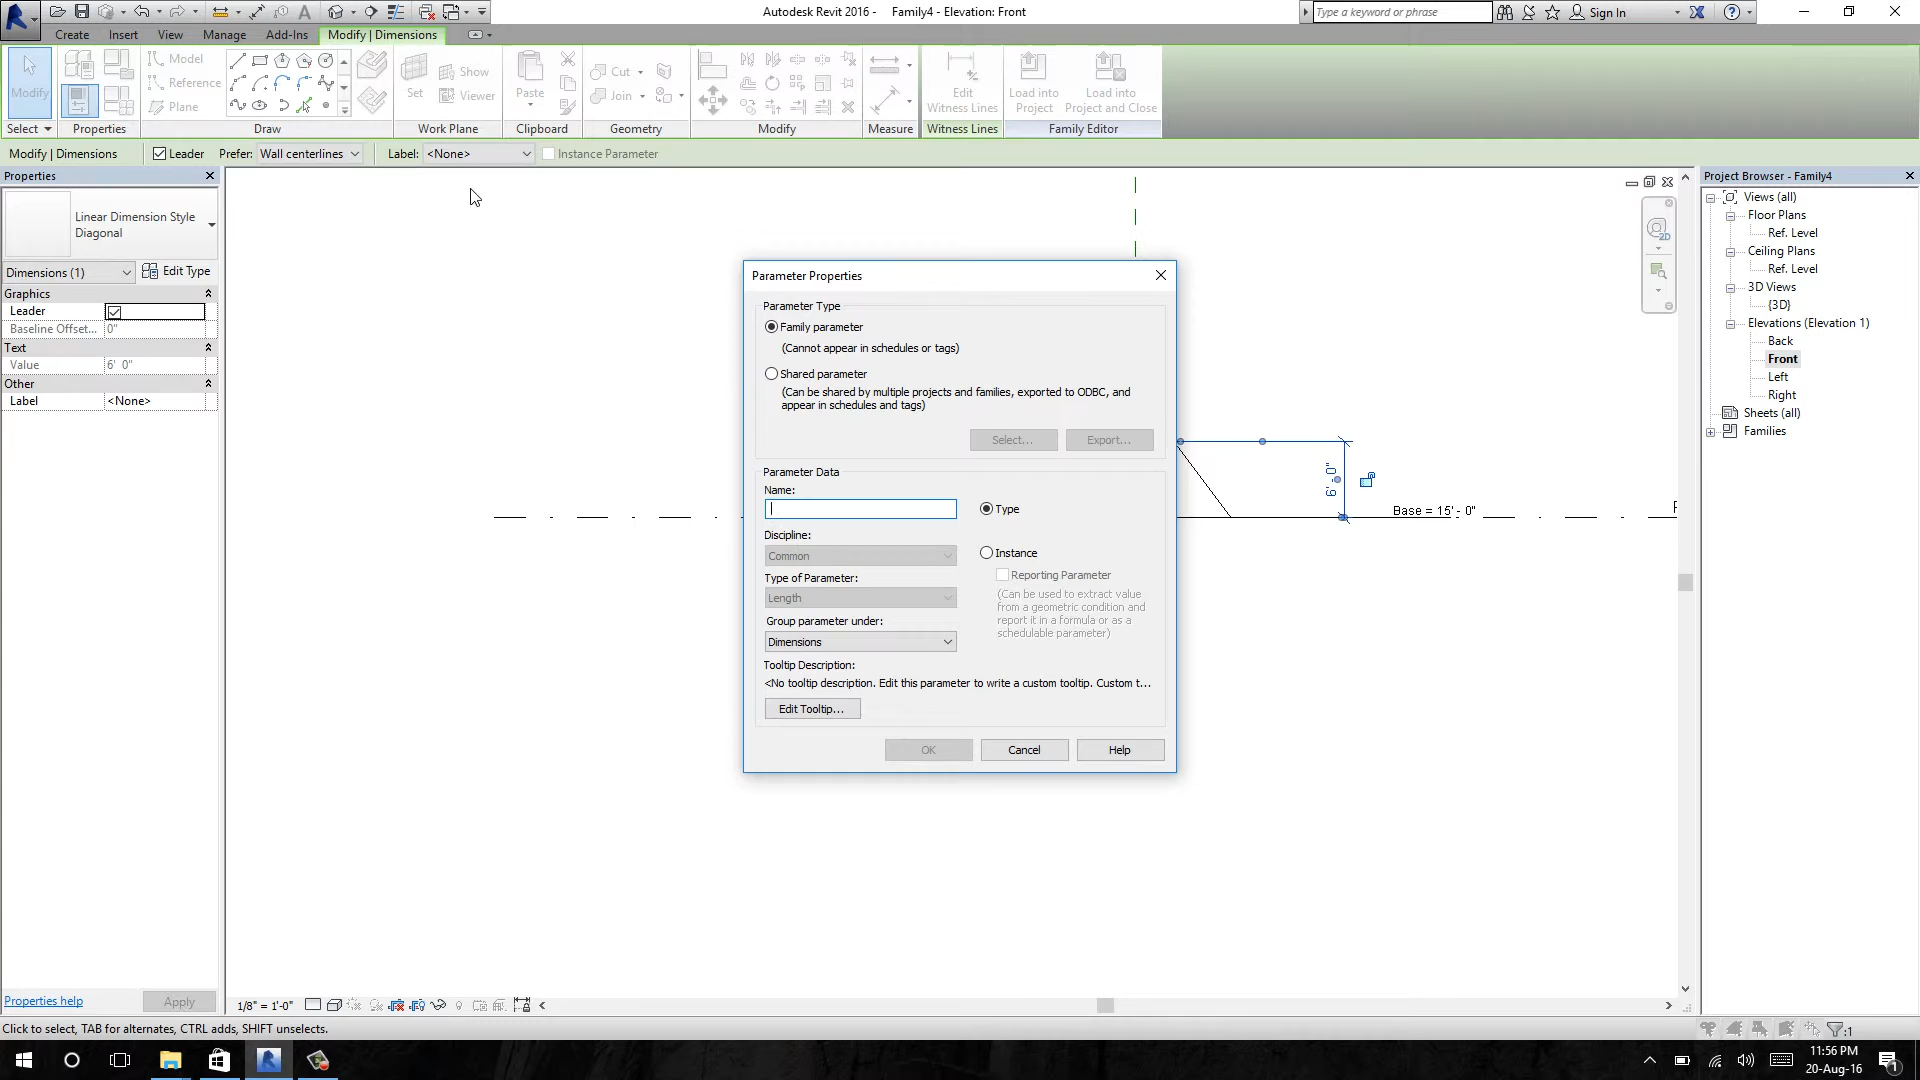 Autodesk Revit 2016 -     Family4 - Elevation: Front
Type a keyword or phrase
Sign In
Create Insert View Manage Add-Ins Modify | Dimensions
Modify
Select
Properties
Model
Reference
Plane
Draw
Set
Show
Viewer
Work Plane
Paste
Clipboard
Cut
Join
Geometry
Modify
Measure
Edit
Witness Lines
Witness Lines
Load into
Project
Load into
Project and Close
Family Editor
Modify | Dimensions
Leader
Prefer: Wall centerlines
Label: <None>
Instance Parameter
Properties
Linear Dimension Style
Diagonal
Dimensions (1)
Edit Type
Graphics
Leader
Baseline Offset... 0"
Text
Value 6' 0"
Other
Label <None>
Properties help
Apply
Parameter Properties
Parameter Type
Family parameter
(Cannot appear in schedules or tags)
Shared parameter
(Can be shared by multiple projects and families, exported to ODBC, and
appear in schedules and tags)
Select...
Export...
Parameter Data
Name:
Type
Discipline:
Common
Instance
Type of Parameter:
Reporting Parameter
Length
(Can be used to extract value
from a geometric condition and
report it in a formula or as a
schedulable parameter)
Group parameter under:
Dimensions
Tooltip Description:
<No tooltip description. Edit this parameter to write a custom tooltip. Custom t...
Edit Tooltip...
OK
Cancel
Help
6' - 0"
Base = 15' - 0"
2D
Project Browser - Family4
Views (all)
Floor Plans
Ref. Level
Ceiling Plans
Ref. Level
3D Views
{3D}
Elevations (Elevation 1)
Back
Front
Left
Right
Sheets (all)
Families
1/8" = 1'-0"
Click to select, TAB for alternates, CTRL adds, SHIFT unselects.
:1
11:56 PM
20-Aug-16
1